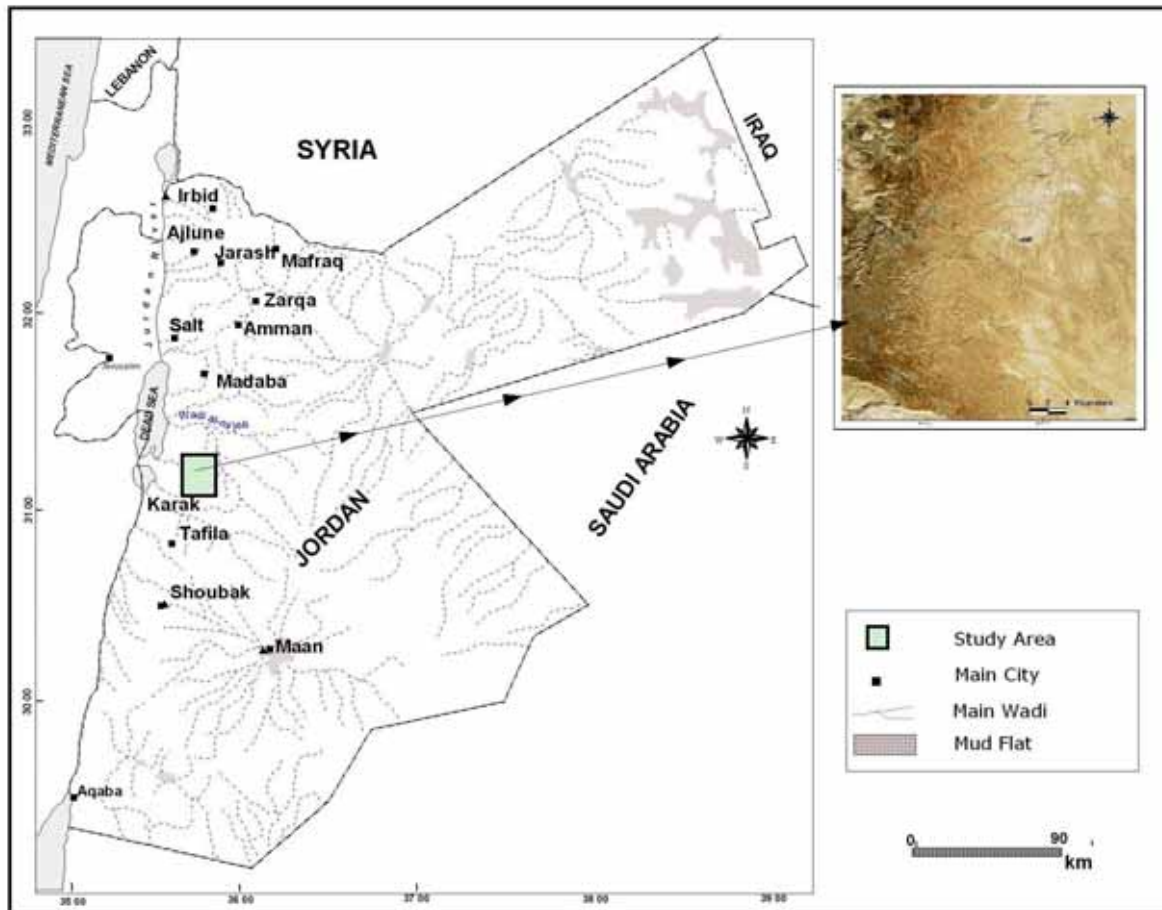 MEDITERRANEAN SEA
LEBANON
SYRIA
IRAQ
Irbid
Ajlune
Jarash
Mafraq
Jordan River
Zarqa
Salt
Amman
Jerusalem
Madaba
DEAD SEA
Karak
Tafila
JORDAN
SAUDI ARABIA
Shoubak
Maan
Aqaba
33 00
32 00
31 00
30 00
35 00
36 00
37 00
38 00
39 00
N
W
E
S
Study Area
Main City
Main Wadi
Mud Flat
0
90
km